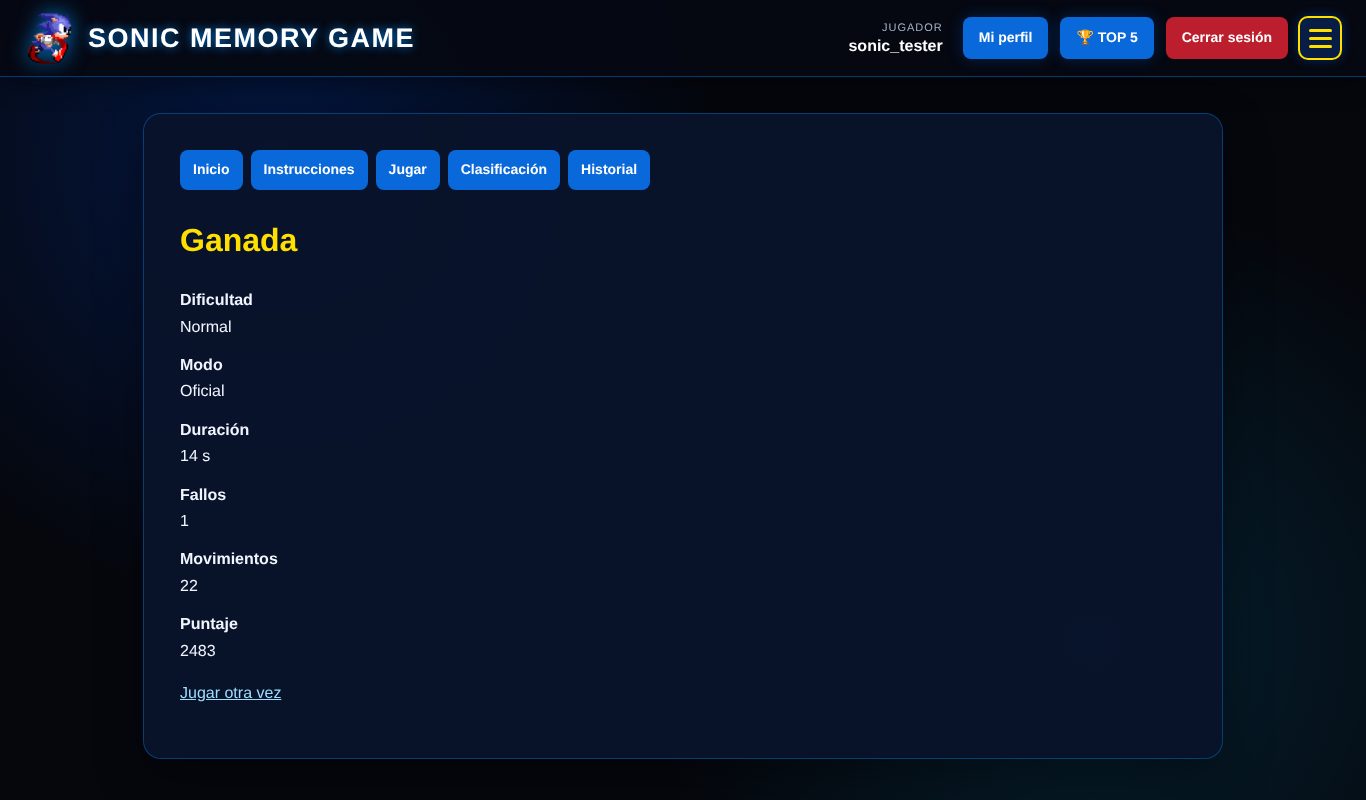 SONIC MEMORY GAME
JUGADOR
sonic_tester
Mi perfil
🏆 TOP 5
Cerrar sesión
Inicio
Instrucciones
Jugar
Clasificación
Historial
Ganada
Dificultad
Normal
Modo
Oficial
Duración
14 s
Fallos
1
Movimientos
22
Puntaje
2483
Jugar otra vez